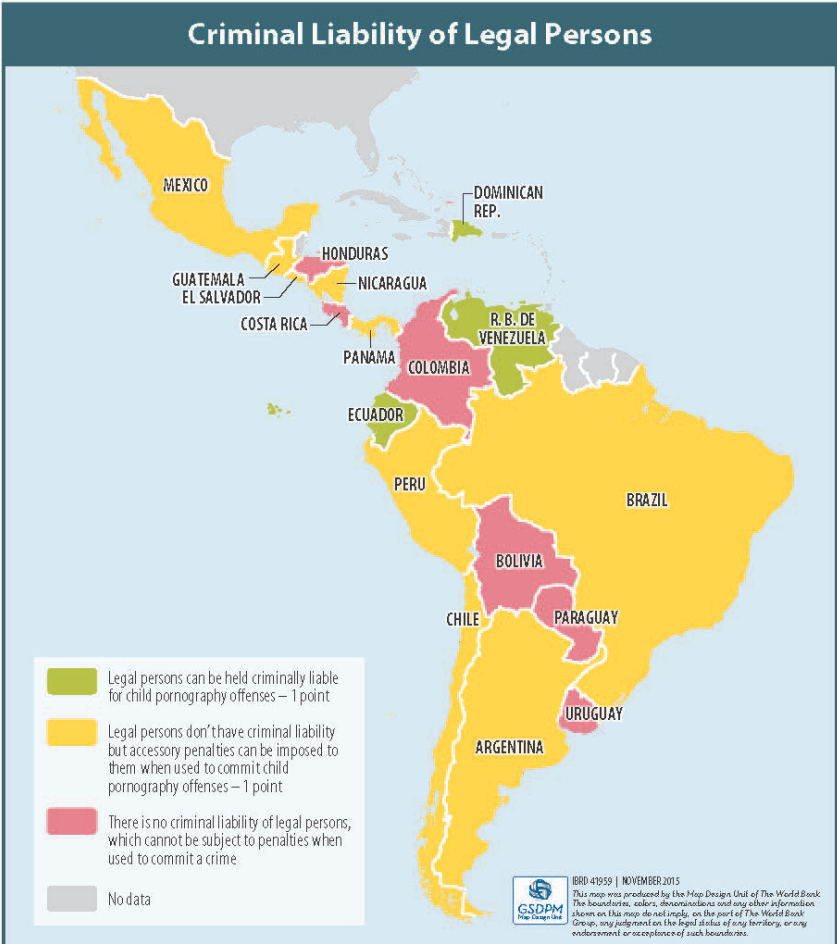 Criminal Liability of Legal Persons
MEXICO
DOMINICAN
REP.
HONDURAS
GUATEMALA
NICARAGUA
EL SALVADOR
COSTA RICA
R. B. DE
VENEZUELA
PANAMA
COLOMBIA
ECUADOR
PERU
BRAZIL
BOLIVIA
CHILE
PARAGUAY
URUGUAY
ARGENTINA
Legal persons can be held criminally liable
for child pornography offenses – 1 point
Legal persons don't have criminal liability
but accessory penalties can be imposed to
them when used to commit child
pornography offenses – 1 point
There is no criminal liability of legal persons,
which cannot be subject to penalties when
used to commit a crime
No data
GSDPM
Map Design Unit
IBRD 41959 | NOVEMBER 2015
This map was produced by the Map Design Unit of The World Bank.
The boundaries, colors, denominations and any other information
shown on this map do not imply, on the part of The World Bank
Group, any judgment on the legal status of any territory, or any
endorsement or acceptance of such boundaries.